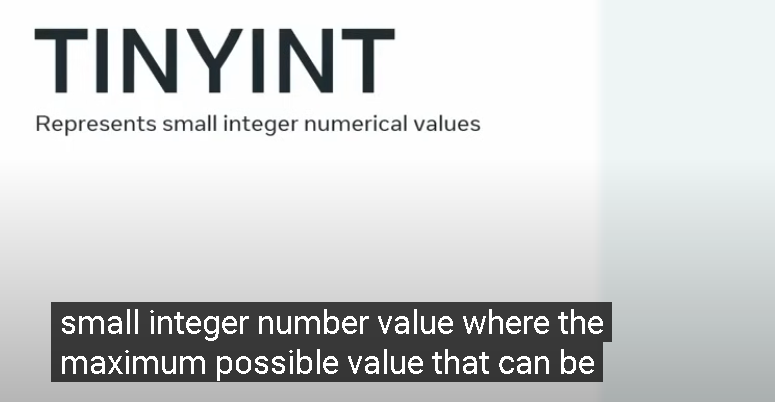 TINYINT
Represents small integer numerical values
small integer number value where the
maximum possible value that can be